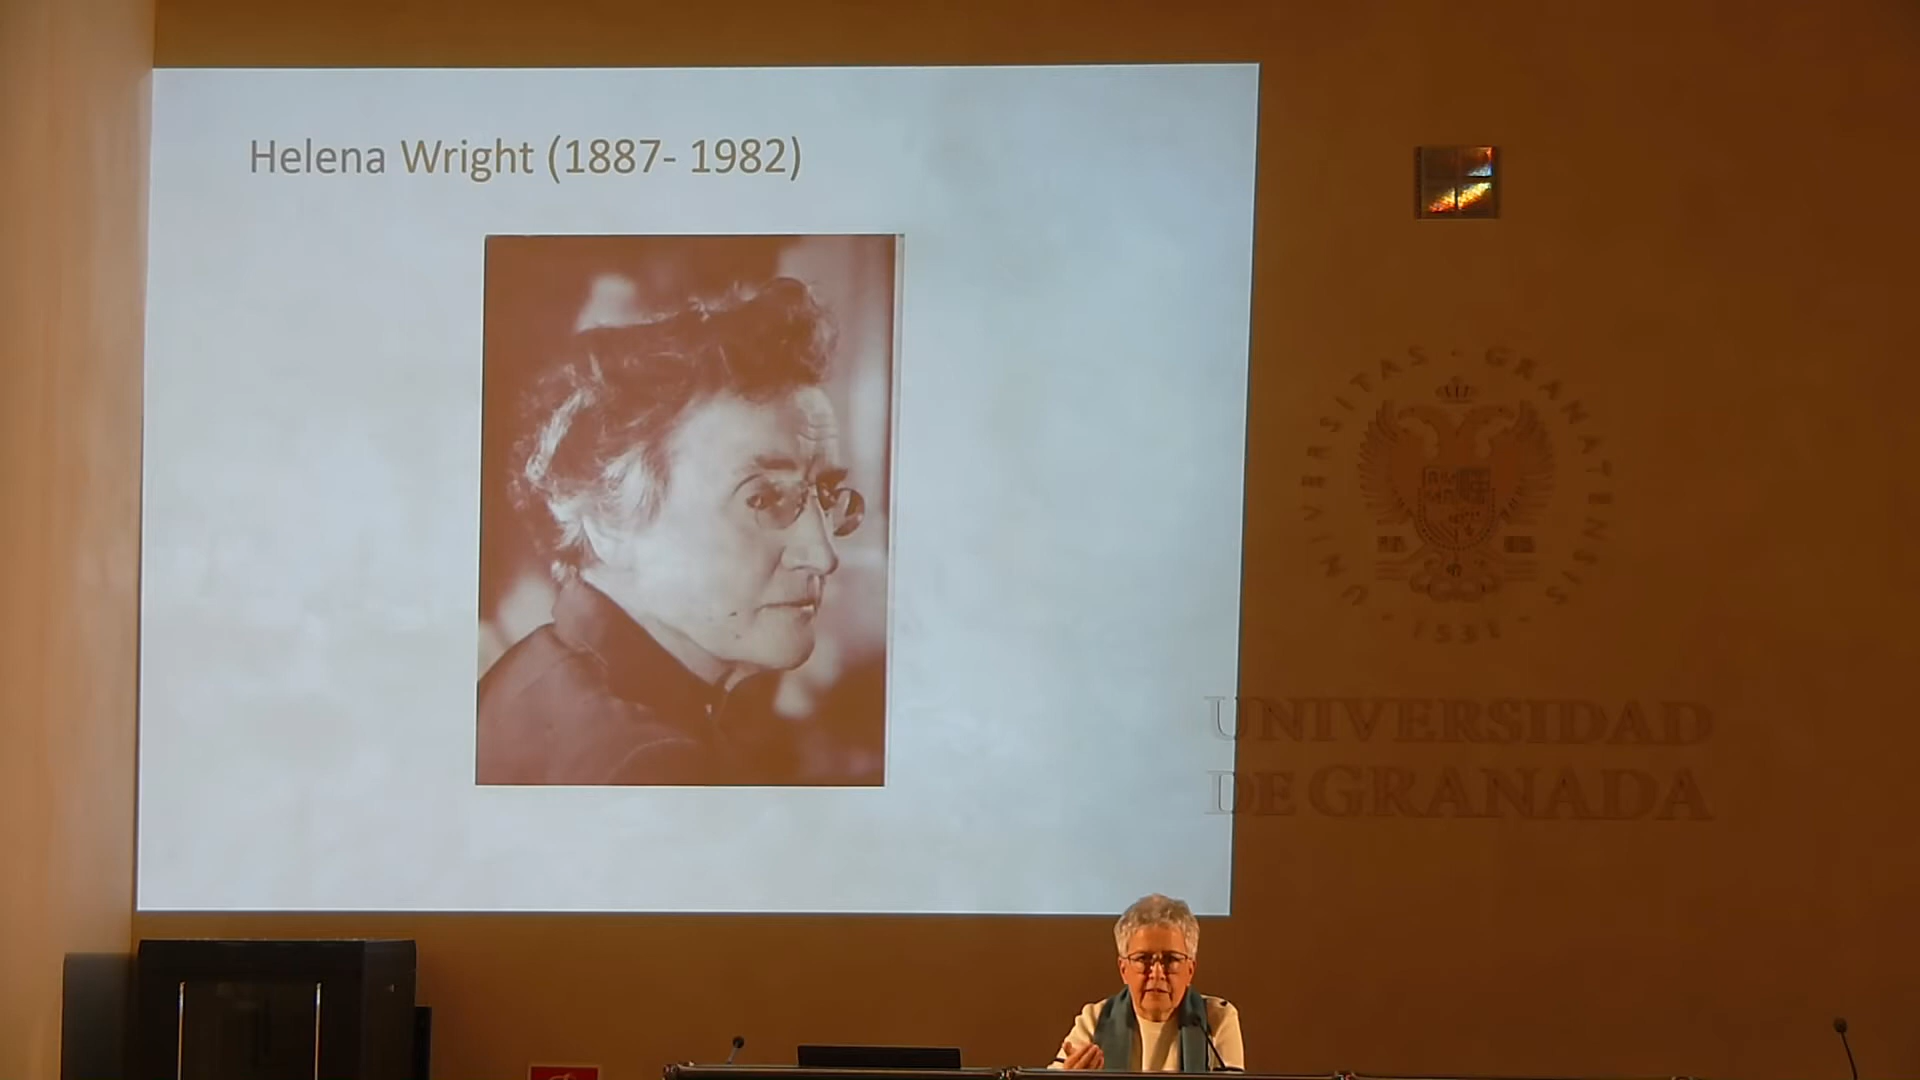 Helena Wright (1887- 1982)
UNIVERSITAS · GRANATENSIS
- 1531 -
UNIVERSIDAD
DE GRANADA